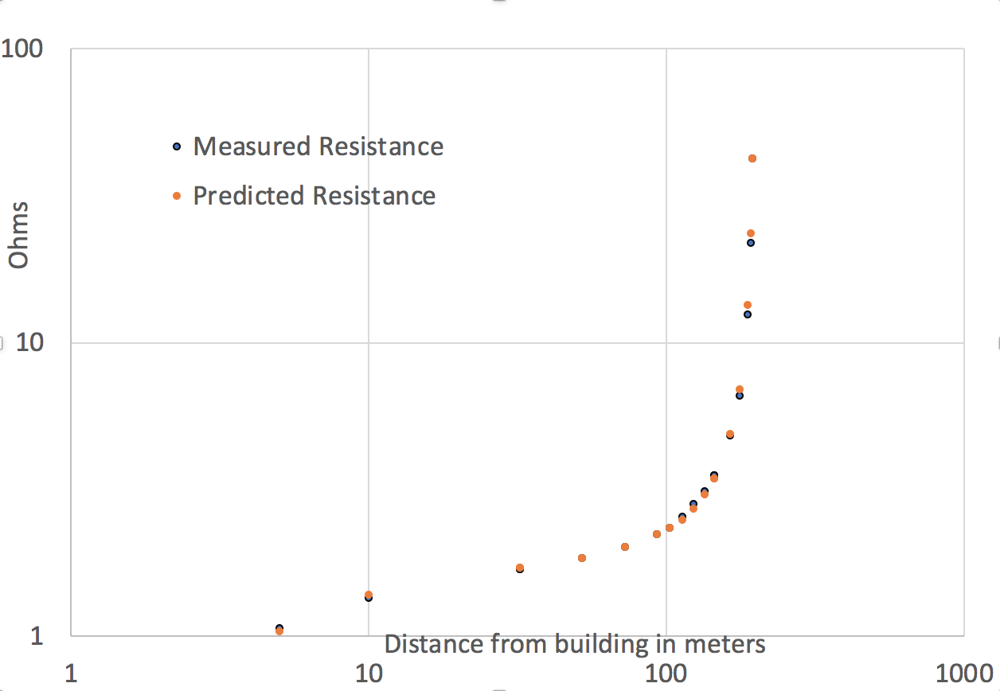 100
Measured Resistance
Predicted Resistance
Ohms
10
1
Distance from building in meters
1 10 100 1000